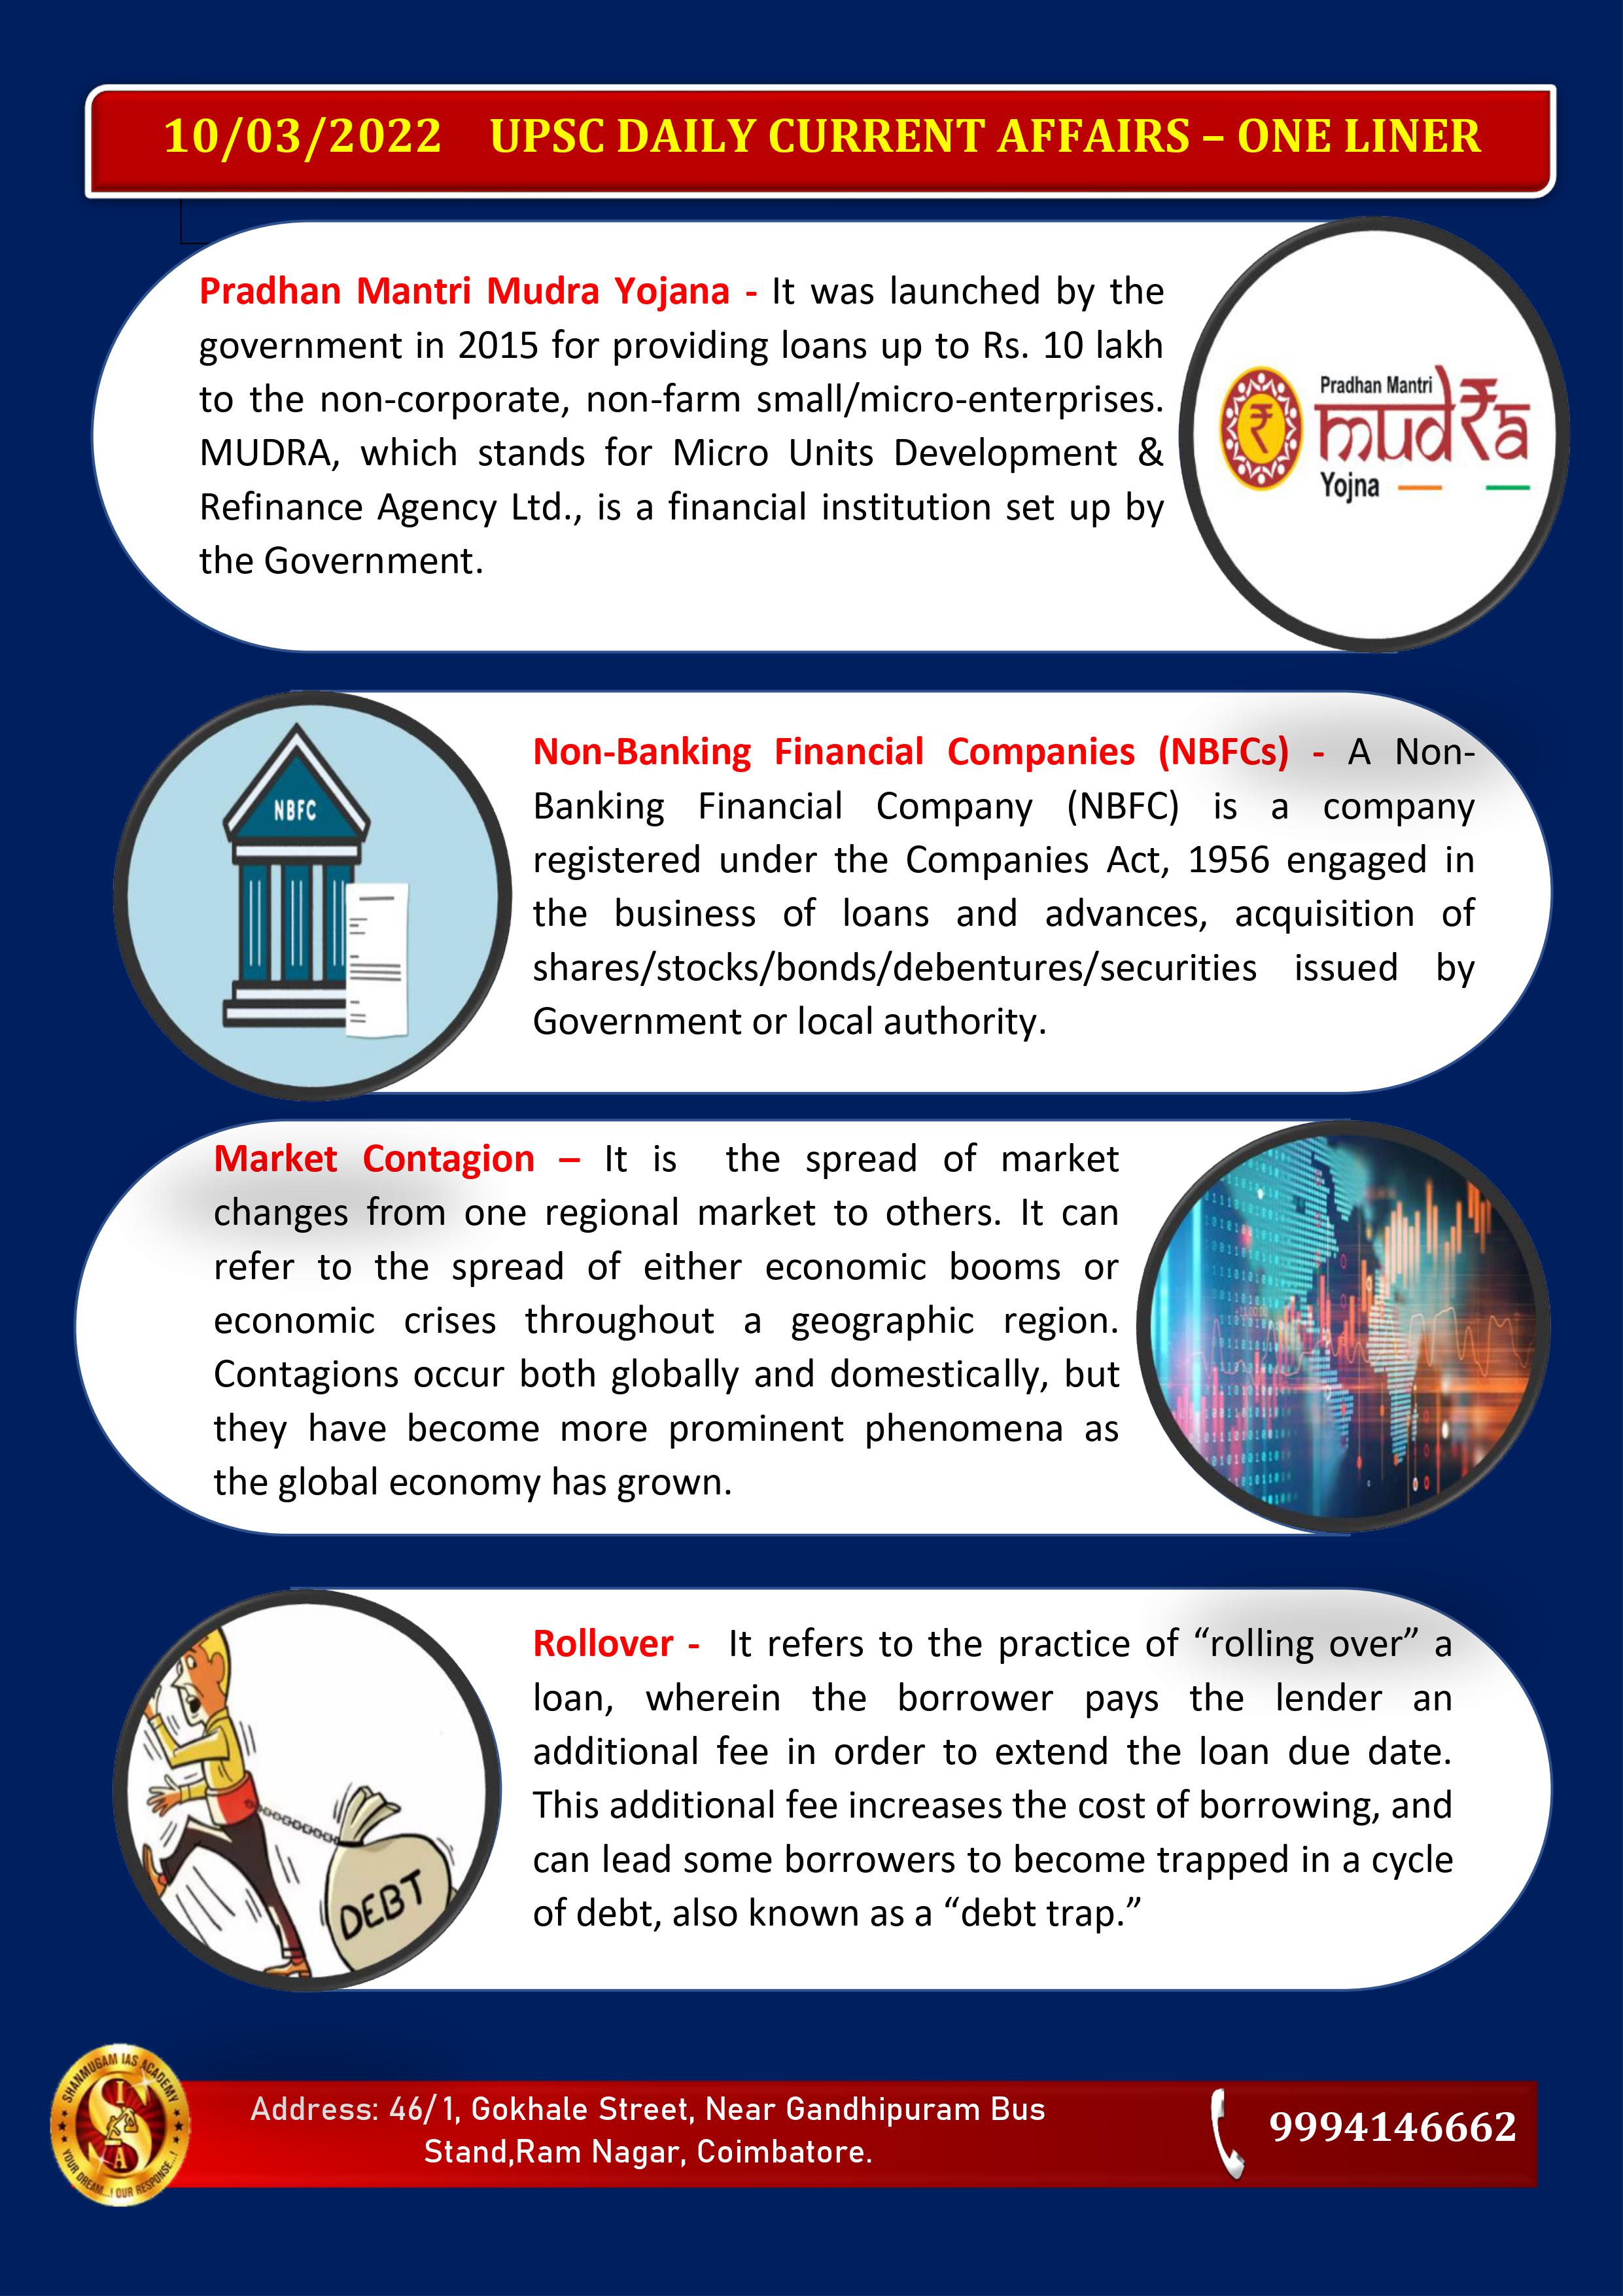 10/03/2022 UPSC DAILY CURRENT AFFAIRS – ONE LINER
Pradhan Mantri Mudra Yojana - It was launched by the
government in 2015 for providing loans up to Rs. 10 lakh
to the non-corporate, non-farm small/micro-enterprises.
MUDRA, which stands for Micro Units Development &
Refinance Agency Ltd., is a financial institution set up by
the Government.
Pradhan Mantri
mudra
Yojna
NBFC
Non-Banking Financial Companies (NBFCs) - A Non-
Banking Financial Company (NBFC) is a company
registered under the Companies Act, 1956 engaged in
the business of loans and advances, acquisition of
shares/stocks/bonds/debentures/securities issued by
Government or local authority.
Market Contagion – It is the spread of market
changes from one regional market to others. It can
refer to the spread of either economic booms or
economic crises throughout a geographic region.
Contagions occur both globally and domestically, but
they have become more prominent phenomena as
the global economy has grown.
DEBT
Rollover - It refers to the practice of “rolling over” a
loan, wherein the borrower pays the lender an
additional fee in order to extend the loan due date.
This additional fee increases the cost of borrowing, and
can lead some borrowers to become trapped in a cycle
of debt, also known as a “debt trap.”
SHANMUGAM IAS ACADEMY
SIA
YOUR DREAM...! OUR RESPONSE...!
Address: 46/1, Gokhale Street, Near Gandhipuram Bus
Stand,Ram Nagar, Coimbatore.
9994146662